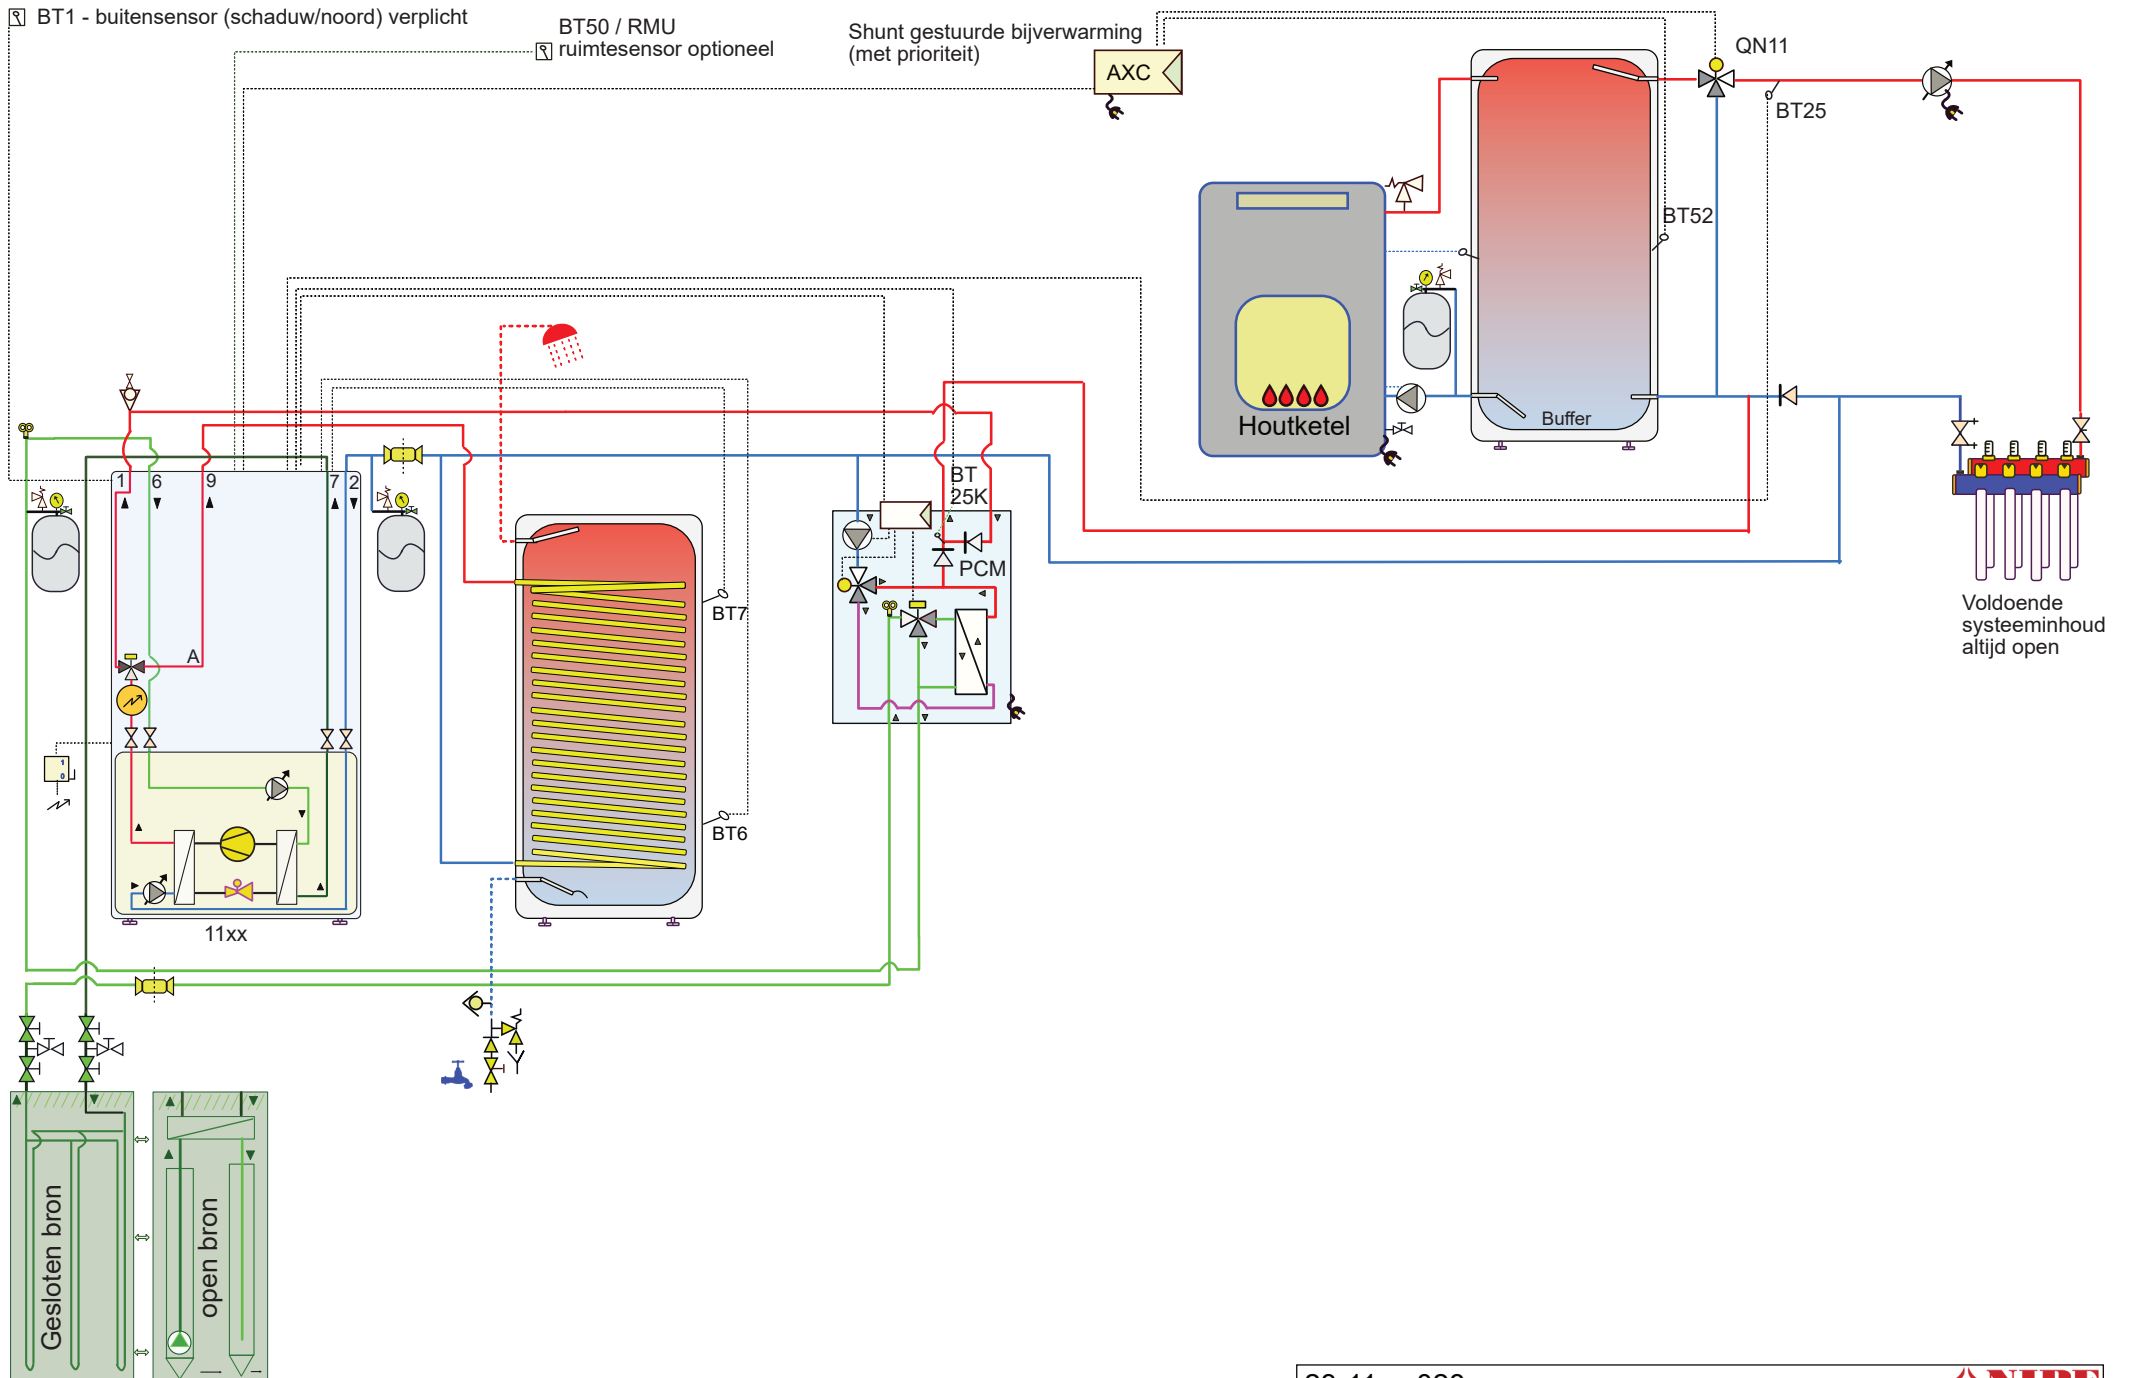 BT1 - buitensensor (schaduw/noord) verplicht
BT50 / RMU
ruimtesensor optioneel
Shunt gestuurde bijverwarming
(met prioriteit)
AXC
QN11
BT25
BT52
Houtketel
Buffer
1
6
9
7
2
A
BT
25K
PCM
BT7
BT6
1
0
11xx
Voldoende
systeeminhoud
altijd open
Gesloten bron
open bron